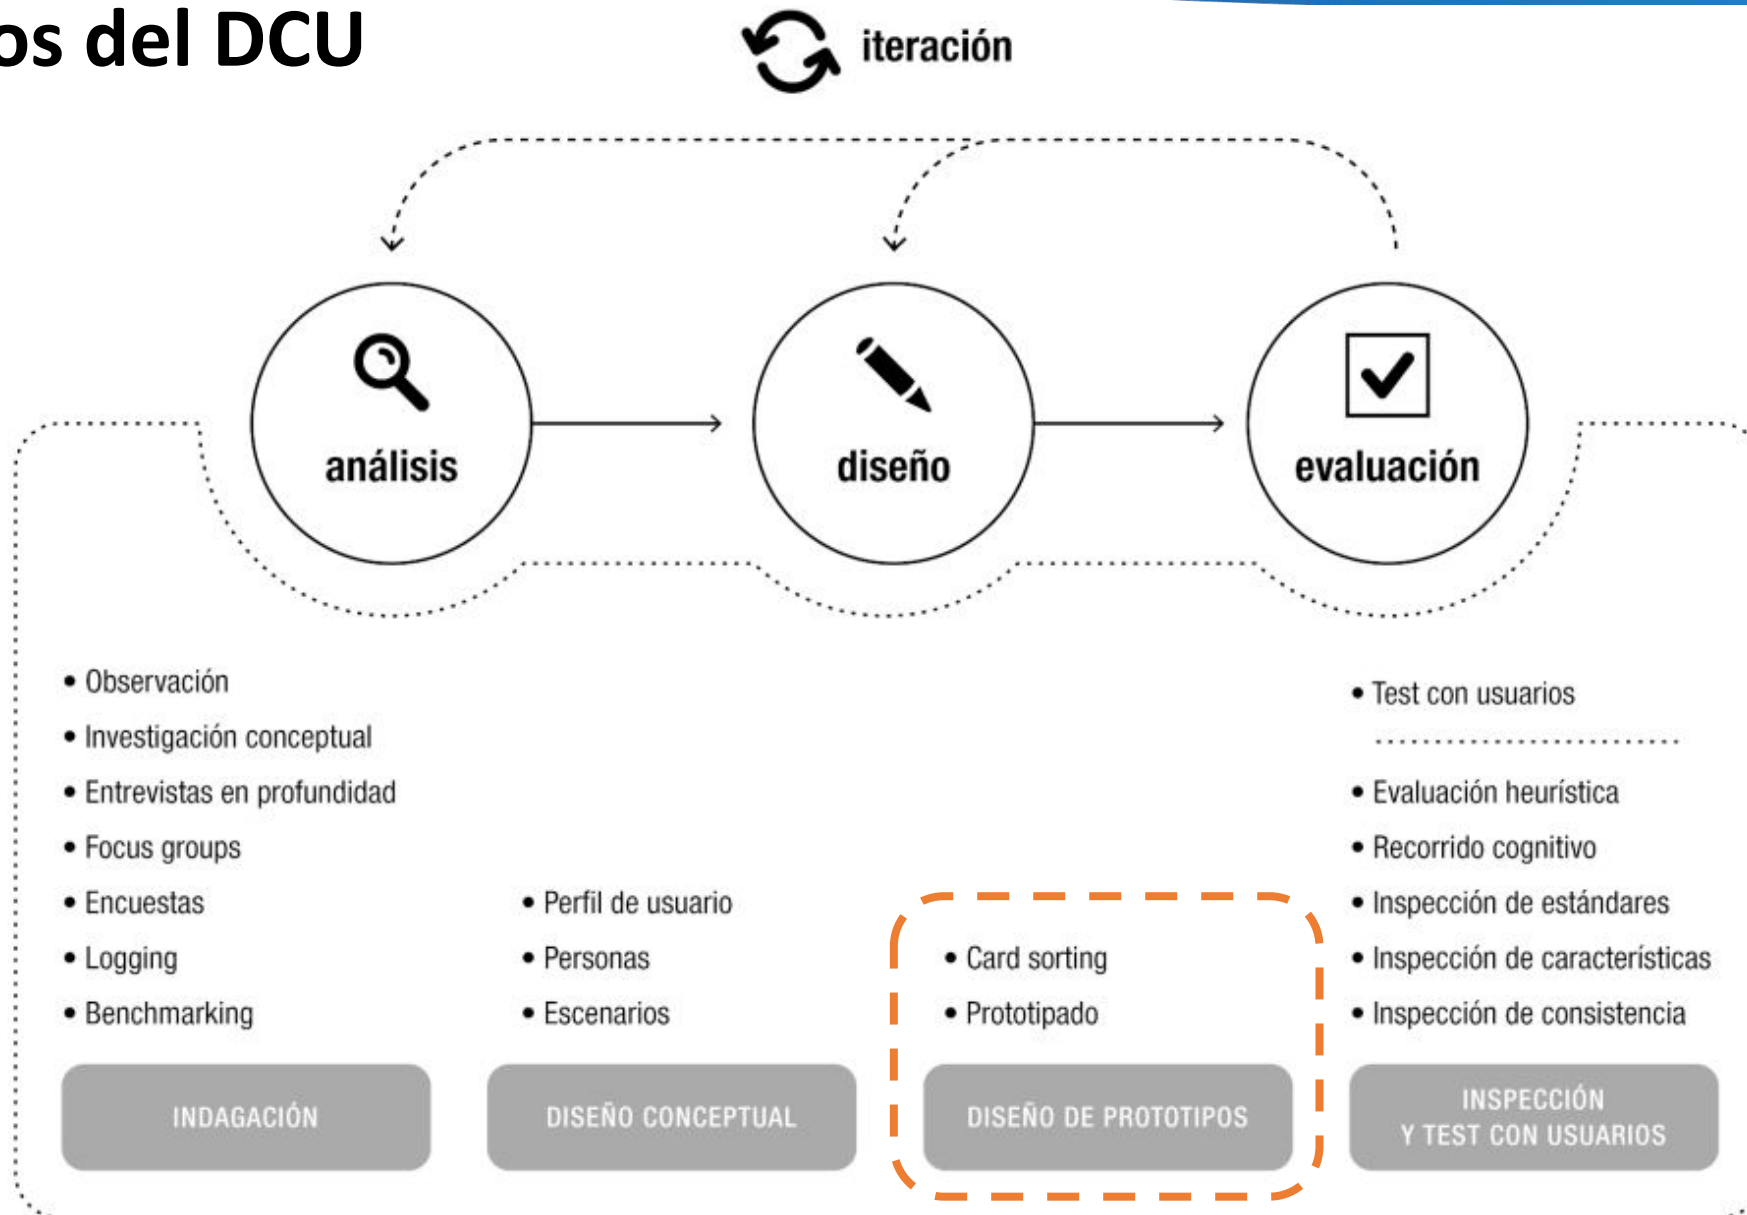 del DCU
iteración
análisis
diseño
evaluación
• Observación
• Investigación conceptual
• Entrevistas en profundidad
• Focus groups
• Encuestas
• Logging
• Benchmarking
INDAGACIÓN
• Perfil de usuario
• Personas
• Escenarios
DISEÑO CONCEPTUAL
• Card sorting
• Prototipado
DISEÑO DE PROTOTIPOS
• Test con usuarios
• Evaluación heurística
• Recorrido cognitivo
• Inspección de estándares
• Inspección de características
• Inspección de consistencia
INSPECCIÓN
Y TEST CON USUARIOS